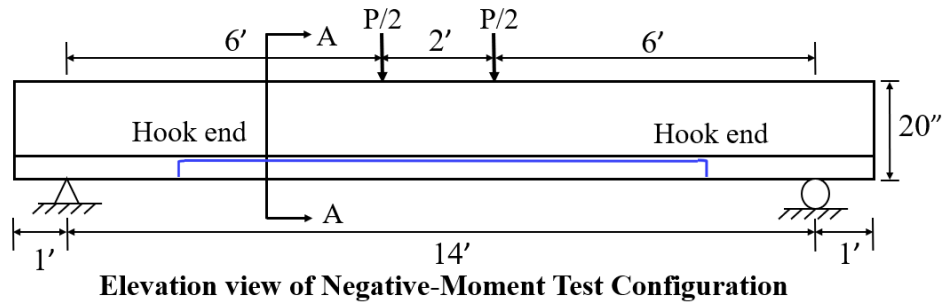 P/2 P/2
6′ A 2′ 6′
Hook end Hook end
20″
A
1′ 14′ 1′
Elevation view of Negative-Moment Test Configuration